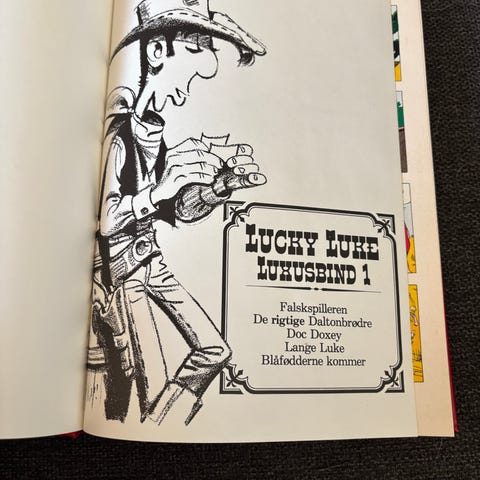 LUCKY LUKE
LUXUSBIND 1
Falskspilleren
De rigtige Daltonbrødre
Doc Doxey
Lange Luke
Blåfødderne kommer